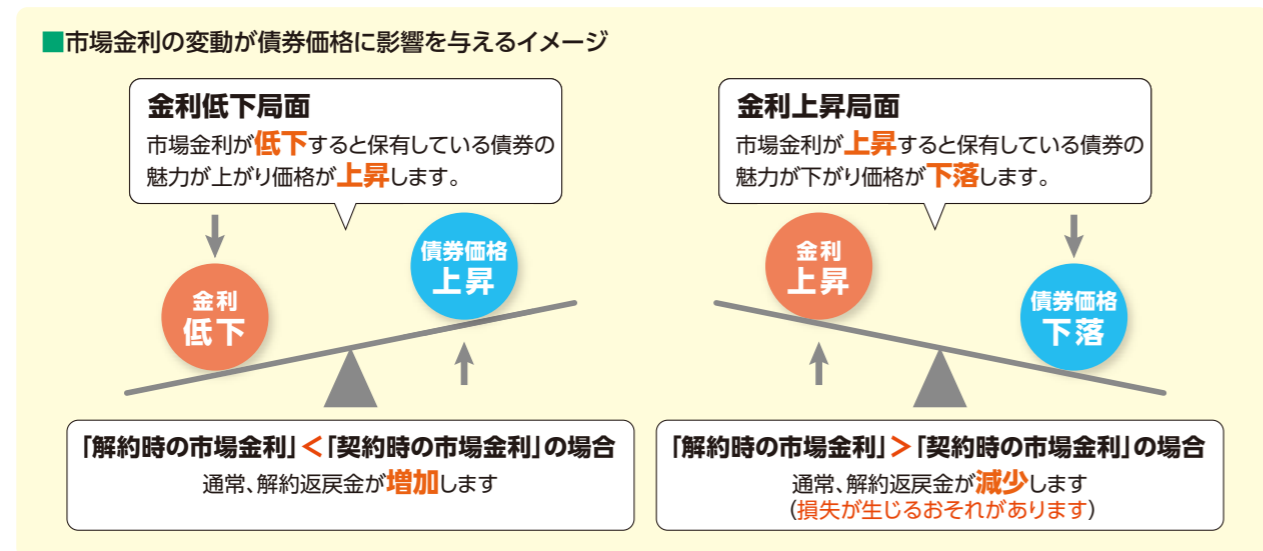 ■市場金利の変動が債券価格に影響を与えるイメージ
金利低下局面
市場金利が低下すると保有している債券の
魅力が上がり価格が上昇します。
金利
低下
債券価格
上昇
「解約時の市場金利」<「契約時の市場金利」の場合
通常、解約返戻金が増加します
金利上昇局面
市場金利が上昇すると保有している債券の
魅力が下がり価格が下落します。
金利
上昇
債券価格
下落
「解約時の市場金利」>「契約時の市場金利」の場合
通常、解約返戻金が減少します
(損失が生じるおそれがあります)